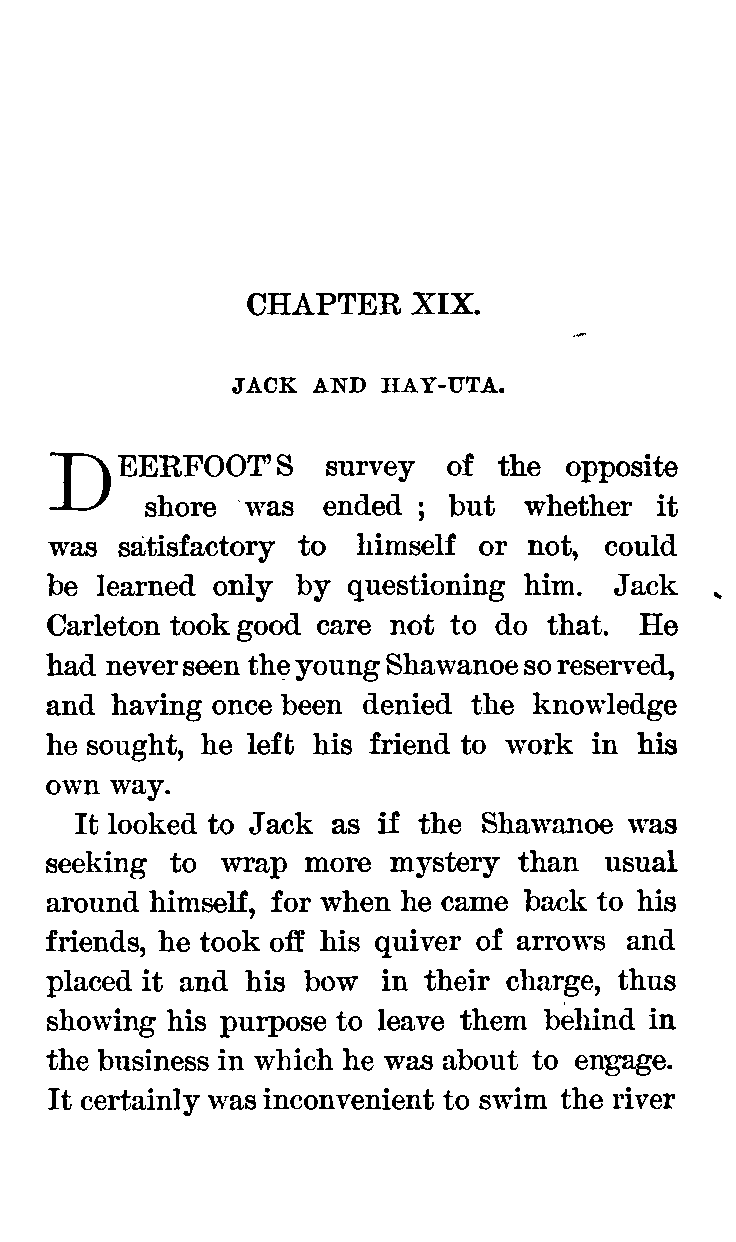 CHAPTER XIX.
JACK AND HAY-UTA.
DEERFOOT'S survey of the opposite
shore was ended ; but whether it
was satisfactory to himself or not, could
be learned only by questioning him. Jack
Carleton took good care not to do that. He
had never seen the young Shawanoe so reserved,
and having once been denied the knowledge
he sought, he left his friend to work in his
own way.
It looked to Jack as if the Shawanoe was
seeking to wrap more mystery than usual
around himself, for when he came back to his
friends, he took off his quiver of arrows and
placed it and his bow in their charge, thus
showing his purpose to leave them behind in
the business in which he was about to engage.
It certainly was inconvenient to swim the river